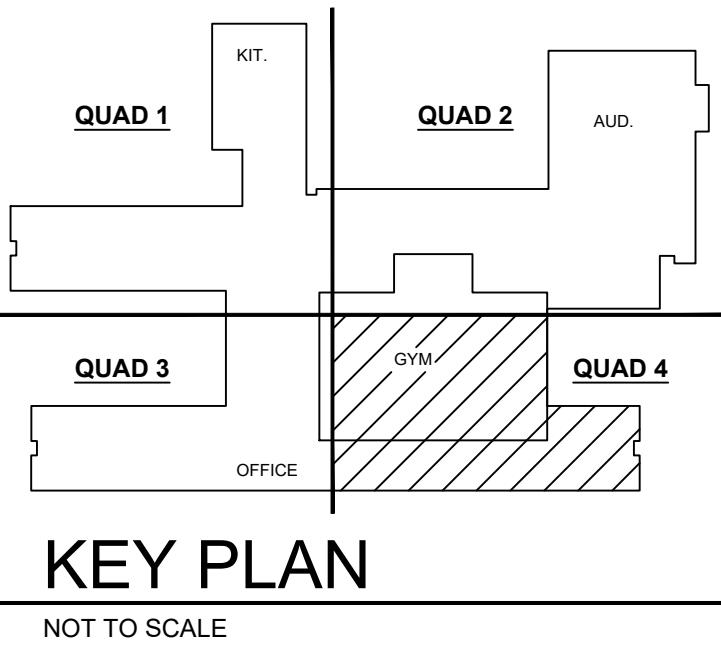 KIT.
QUAD 1
QUAD 2
AUD.
GYM
QUAD 3
QUAD 4
OFFICE
KEY PLAN
NOT TO SCALE